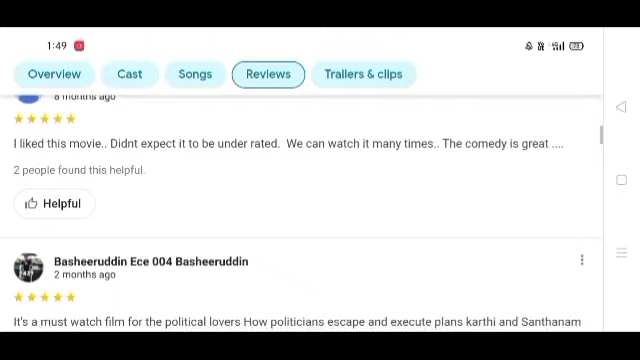 1:49
73
Overview Cast Songs Reviews Trailers & clips
8 months ago
I liked this movie.. Didnt expect it to be under rated. We can watch it many times.. The comedy is great ....
2 people found this helpful.
Helpful
Basheeruddin Ece 004 Basheeruddin
2 months ago
It's a must watch film for the political lovers How politicians escape and execute plans karthi and Santhanam